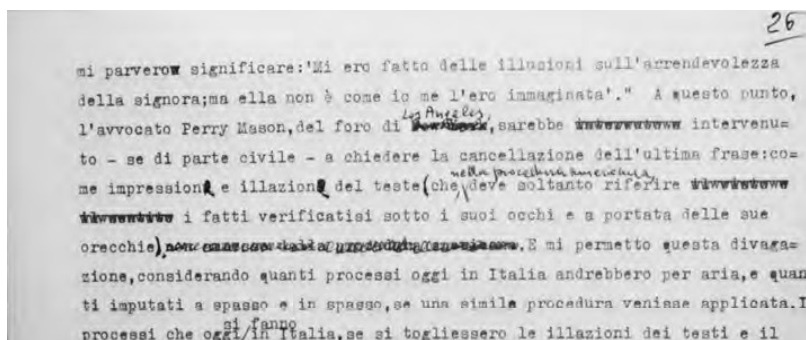 26
mi parvero significare:'Mi ero fatto delle illusioni sull'arrendevolezza
della signora;ma ella non è come io me l'ero immaginata'." A questo punto,
Los Angeles,
l'avvocato Perry Mason,del foro di sarebbe intervenu=
to - se di parte civile - a chiedere la cancellazione dell'ultima frase:co=
nella procedura americana
me impression e illazion del teste(che deve soltanto riferire
i fatti verificatisi sotto i suoi occhi e a portata delle sue
orecchie) .E mi permetto questa divaga=
zione,considerando quanti processi oggi in Italia andrebbero per aria,e quan
ti imputati a spasso e in spasso,se una simile procedura venisse applicata.I
si fanno
processi che oggi/in Italia,se si togliessero le illazioni dei testi e il